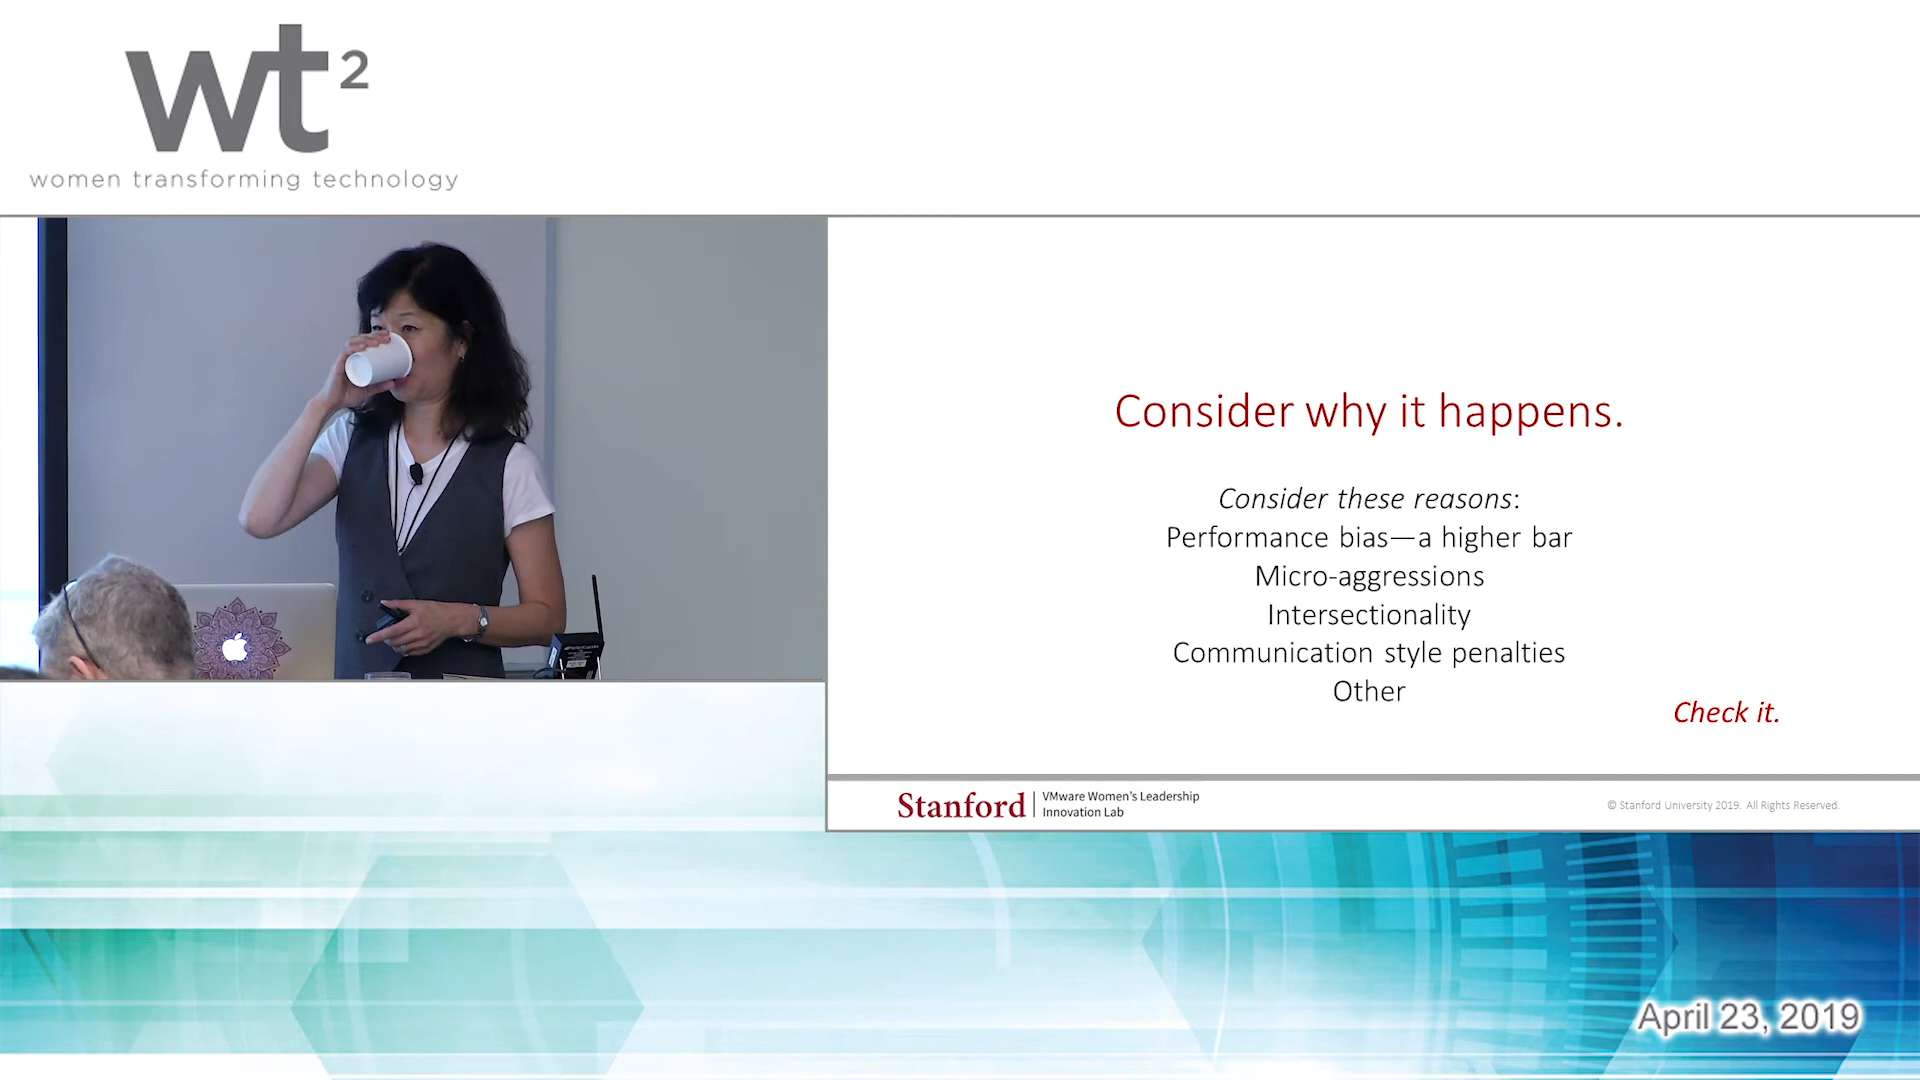 wt²
women transforming technology
Consider why it happens.
Consider these reasons:
Performance bias—a higher bar
Micro-aggressions
Intersectionality
Communication style penalties
Other
Check it.
Stanford
VMware Women's Leadership
Innovation Lab
© Stanford University 2019. All Rights Reserved.
April 23, 2019